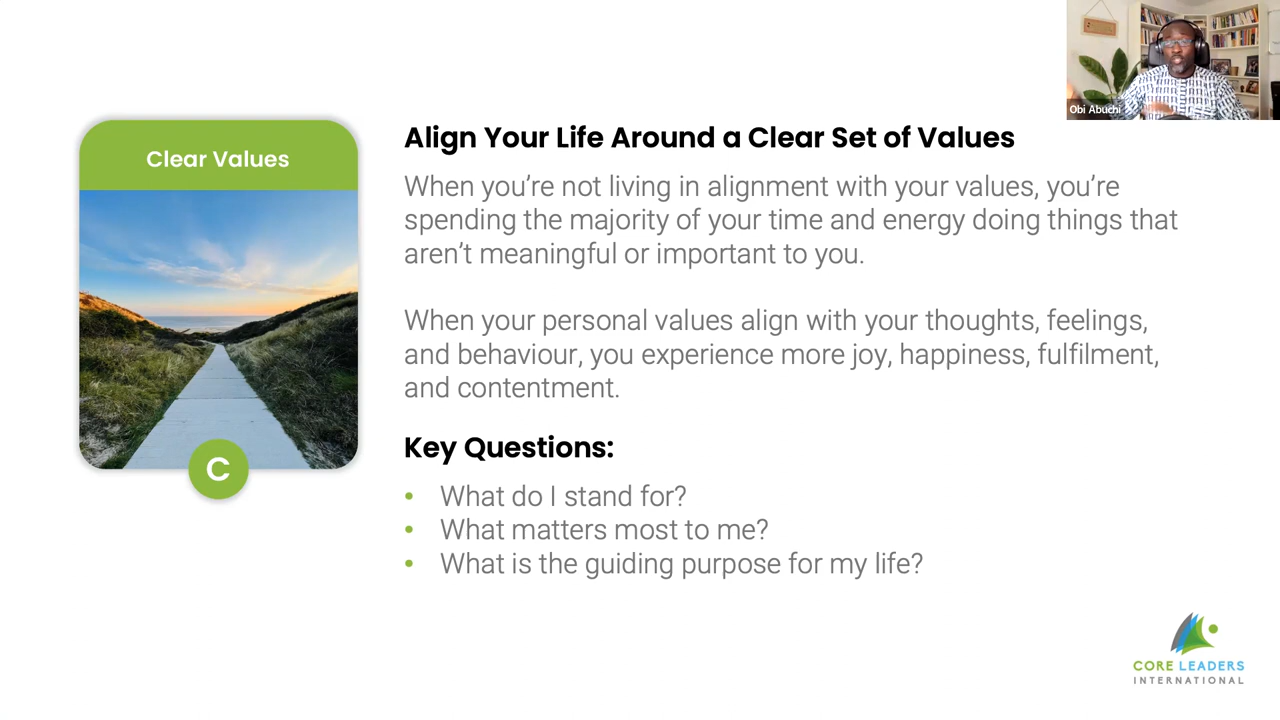 Obi Abuchi
Clear Values
C
Align Your Life Around a Clear Set of Values
When you’re not living in alignment with your values, you’re
spending the majority of your time and energy doing things that
aren’t meaningful or important to you.
When your personal values align with your thoughts, feelings,
and behaviour, you experience more joy, happiness, fulfilment,
and contentment.
Key Questions:
• What do I stand for?
• What matters most to me?
• What is the guiding purpose for my life?
CORE LEADERS
INTERNATIONAL